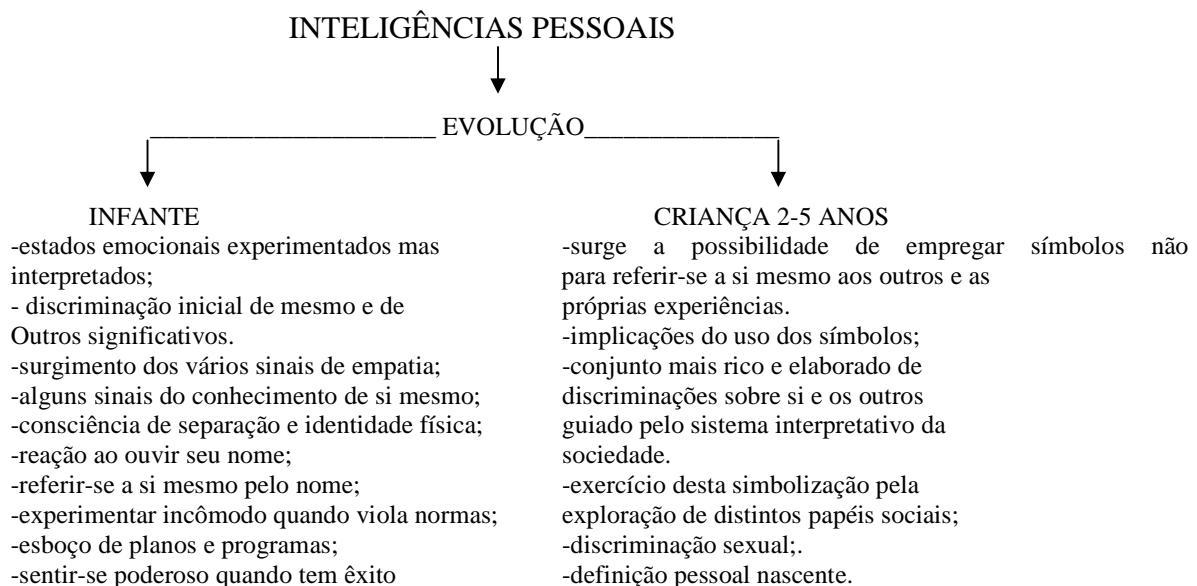 INTELIGÊNCIAS PESSOAIS
EVOLUÇÃO
INFANTE
-estados emocionais experimentados mas
interpretados;
- discriminação inicial de mesmo e de
Outros significativos.
-surgimento dos vários sinais de empatia;
-alguns sinais do conhecimento de si mesmo;
-consciência de separação e identidade física;
-reação ao ouvir seu nome;
-referir-se a si mesmo pelo nome;
-experimentar incômodo quando viola normas;
-esboço de planos e programas;
-sentir-se poderoso quando tem êxito
CRIANÇA 2-5 ANOS
-surge a possibilidade de empregar símbolos não
para referir-se a si mesmo aos outros e as
próprias experiências.
-implicações do uso dos símbolos;
-conjunto mais rico e elaborado de
discriminações sobre si e os outros
guiado pelo sistema interpretativo da
sociedade.
-exercício desta simbolização pela
exploração de distintos papéis sociais;
-discriminação sexual;.
-definição pessoal nascente.